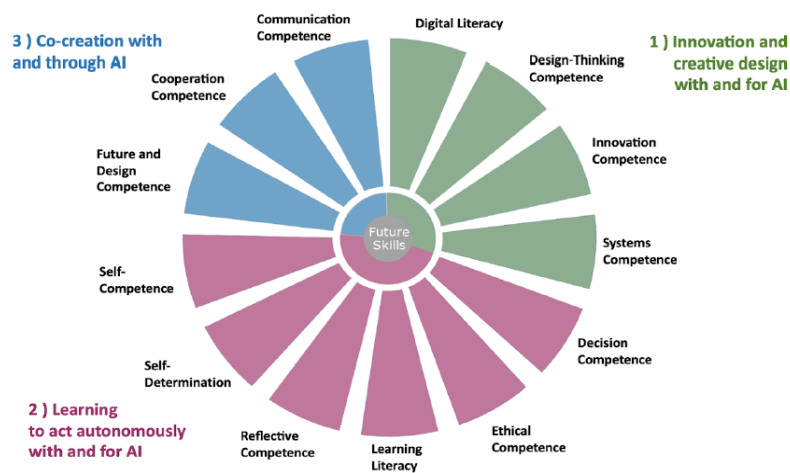 Communication
Competence
Digital Literacy
3 ) Co-creation with
and through AI
1 ) Innovation and
creative design
with and for AI
Design-Thinking
Competence
Cooperation
Competence
Innovation
Competence
Future and
Design
Competence
Future
Skills
Systems
Competence
Self-
Competence
Decision
Competence
Self-
Determination
2 ) Learning
to act autonomously
with and for AI
Reflective
Competence
Learning
Literacy
Ethical
Competence